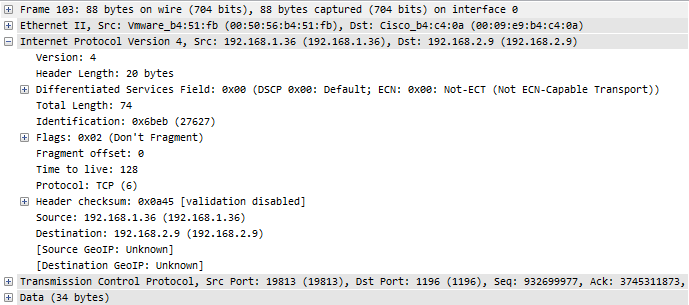 Frame 103: 88 bytes on wire (704 bits), 88 bytes captured (704 bits) on interface 0
Ethernet II, Src: Vmware_b4:51:fb (00:50:56:b4:51:fb), Dst: Cisco_b4:c4:0a (00:09:e9:b4:c4:0a)
Internet Protocol Version 4, Src: 192.168.1.36 (192.168.1.36), Dst: 192.168.2.9 (192.168.2.9)
Version: 4
Header Length: 20 bytes
Differentiated Services Field: 0x00 (DSCP 0x00: Default; ECN: 0x00: Not-ECT (Not ECN-Capable Transport))
Total Length: 74
Identification: 0x6beb (27627)
Flags: 0x02 (Don't Fragment)
Fragment offset: 0
Time to live: 128
Protocol: TCP (6)
Header checksum: 0x0a45 [validation disabled]
Source: 192.168.1.36 (192.168.1.36)
Destination: 192.168.2.9 (192.168.2.9)
[Source GeoIP: Unknown]
[Destination GeoIP: Unknown]
Transmission Control Protocol, Src Port: 19813 (19813), Dst Port: 1196 (1196), Seq: 932699977, Ack: 3745311873,
Data (34 bytes)